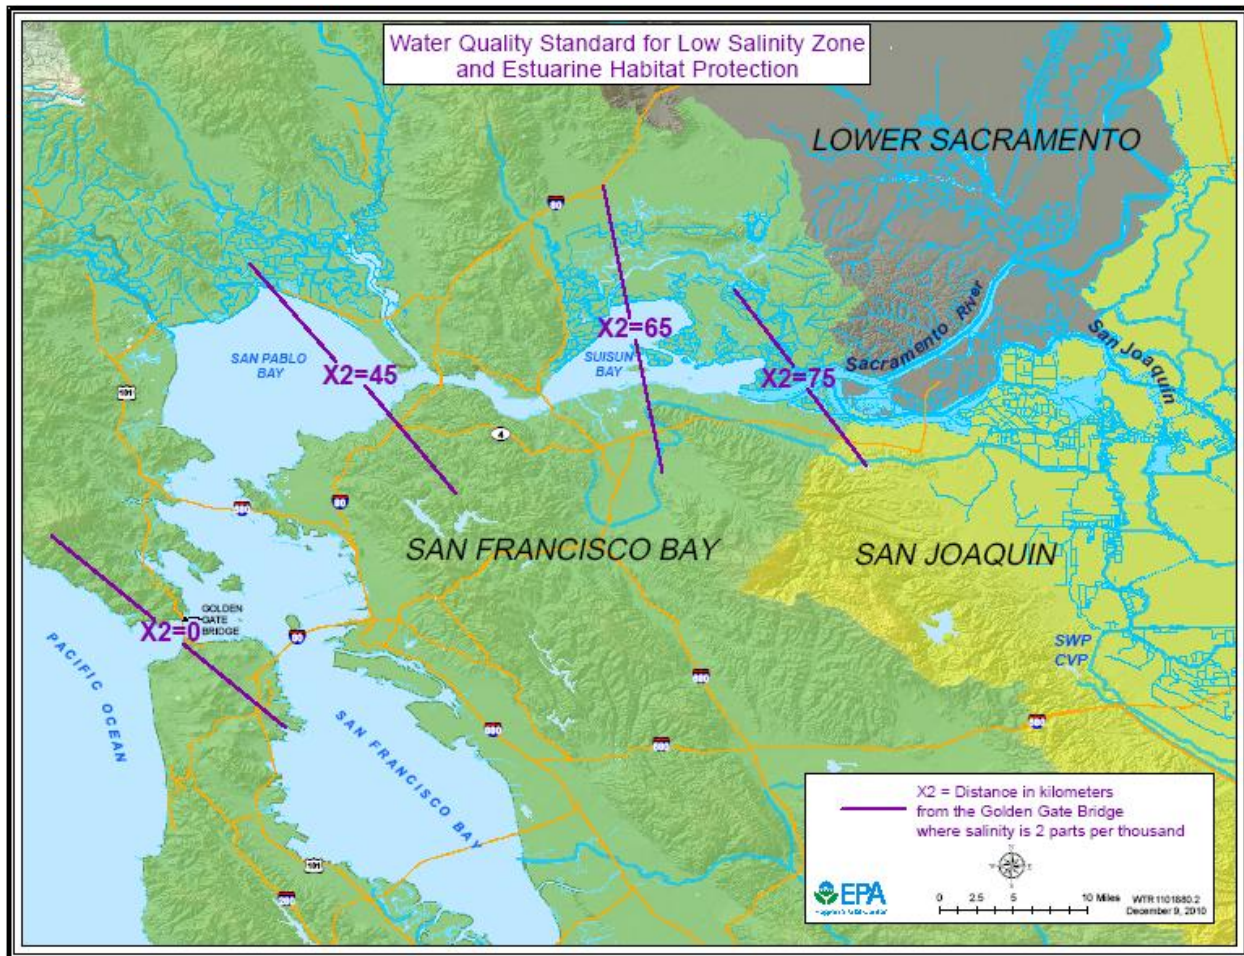 Water Quality Standard for Low Salinity Zone
and Estuarine Habitat Protection
LOWER SACRAMENTO
80
X2=65
SAN PABLO
BAY
SUISUN
BAY
X2=45
X2=75
Sacramento River
San Joaquin
101
4
80
580
SAN FRANCISCO BAY
SAN JOAQUIN
GOLDEN
GATE
BRIDGE
X2=0
80
PACIFIC OCEAN
SWP
CVP
680
SAN FRANCISCO BAY
880
580
580
101
280
X2 = Distance in kilometers
from the Golden Gate Bridge
where salinity is 2 parts per thousand
N
EPA
0 2.5 5 10 Miles
WTR1101880.2
December 9, 2010